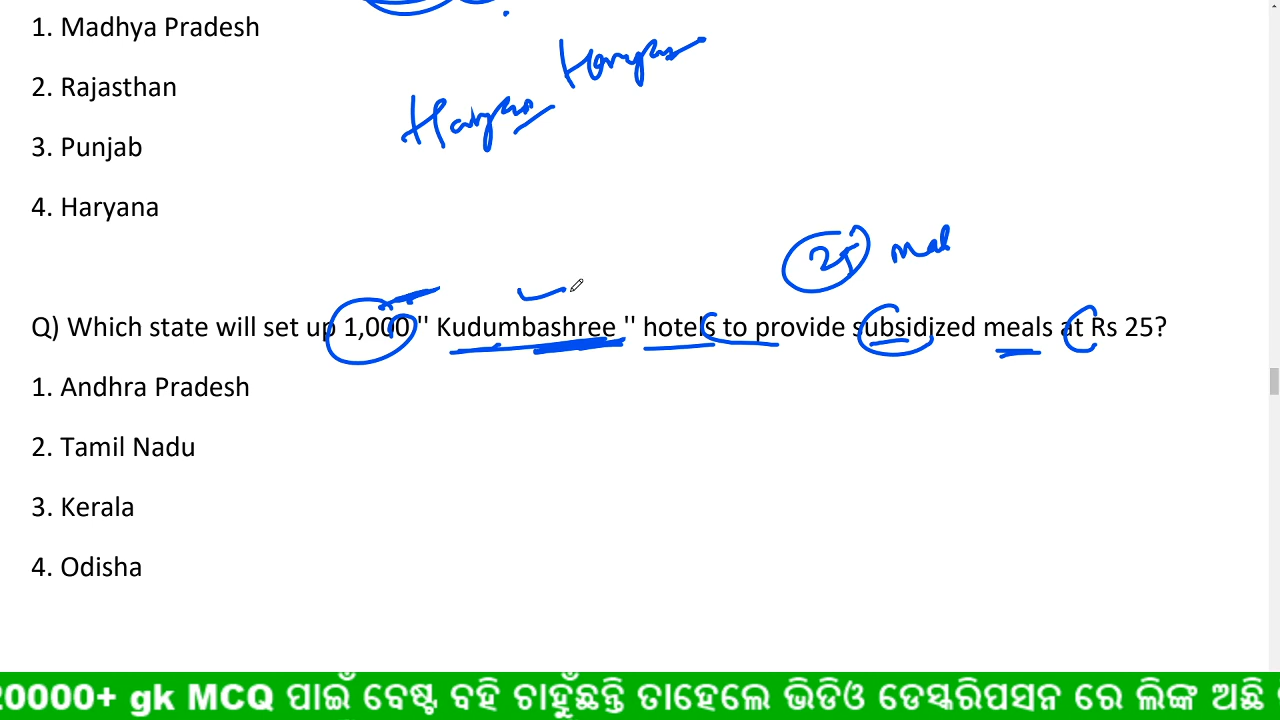 1. Madhya Pradesh
2. Rajasthan
3. Punjab
4. Haryana
25
Q) Which state will set up 1,000 '' Kudumbashree '' hotels to provide subsidized meals at Rs 25?
1. Andhra Pradesh
2. Tamil Nadu
3. Kerala
4. Odisha
20000+ gk MCQ ପାଇଁ ବେଷ୍ଟ ବହି ଚାହୁଁଛନ୍ତି ତାହେଲେ ଭିଡିଓ ଡେସ୍କରିପସନ ରେ ଲିଙ୍କ ଅଛି